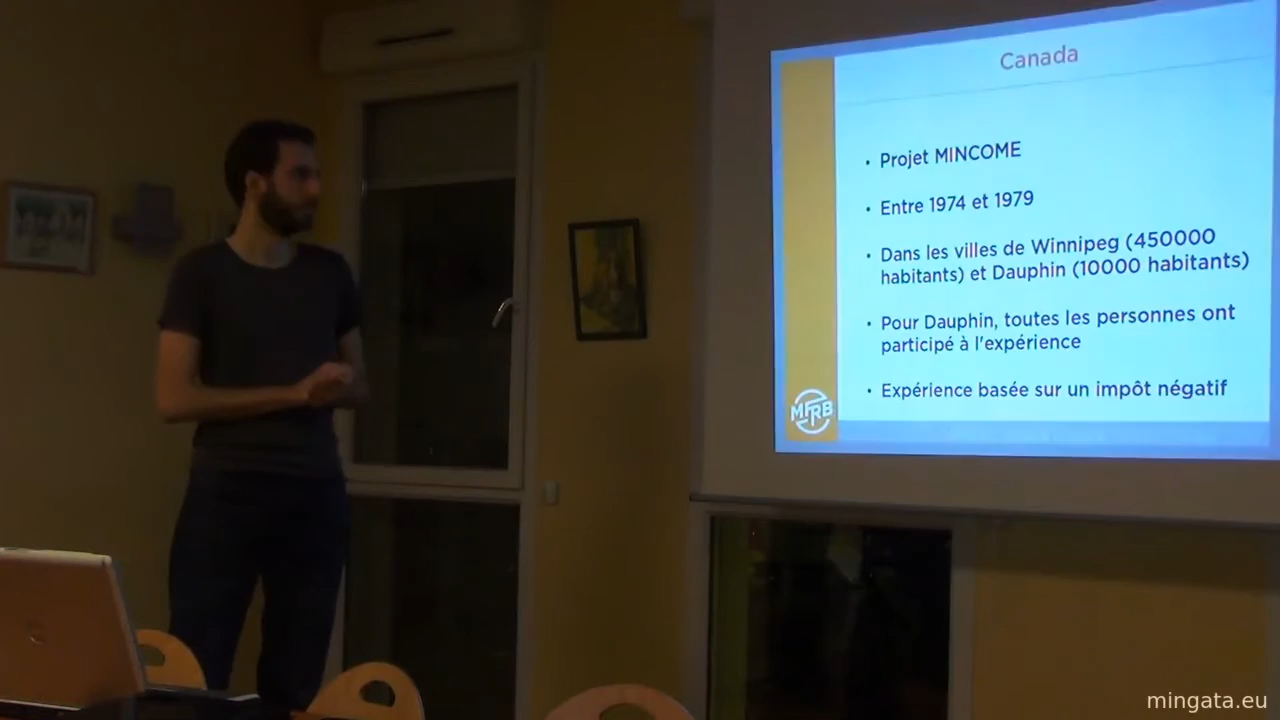 Canada
• Projet MINCOME
• Entre 1974 et 1979
• Dans les villes de Winnipeg (450000
habitants) et Dauphin (10000 habitants)
• Pour Dauphin, toutes les personnes ont
participé à l'expérience
• Expérience basée sur un impôt négatif
MFRB
mingata.eu